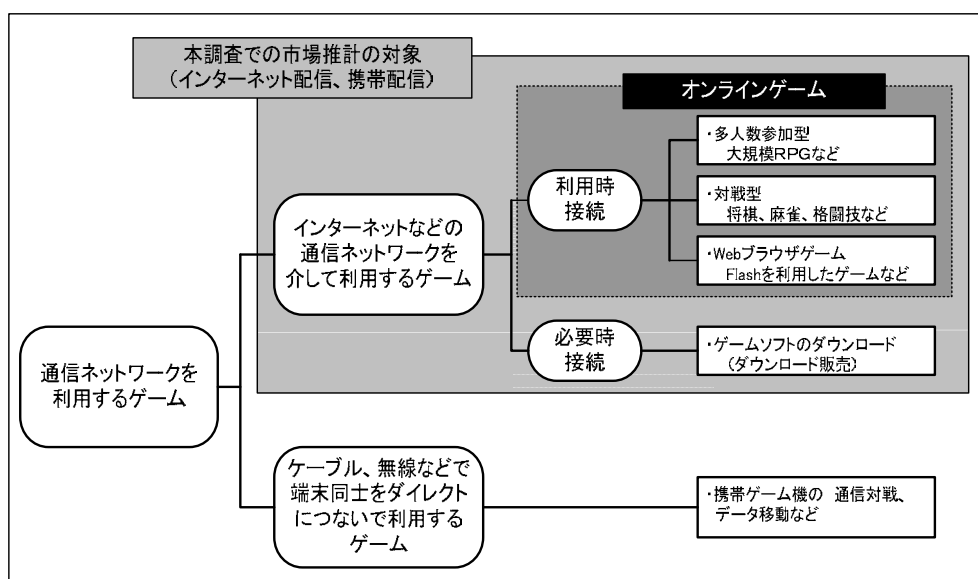 本調査での市場推計の対象
（インターネット配信、携帯配信）
オンラインゲーム
・多人数参加型
大規模RPGなど
利用時
接続
・対戦型
将棋、麻雀、格闘技など
・Webブラウザゲーム
Flashを利用したゲームなど
インターネットなどの
通信ネットワークを
介して利用するゲーム
必要時
接続
・ゲームソフトのダウンロード
（ダウンロード販売）
通信ネットワークを
利用するゲーム
ケーブル、無線などで
端末同士をダイレクト
につないで利用する
ゲーム
・携帯ゲーム機の 通信対戦、
データ移動など